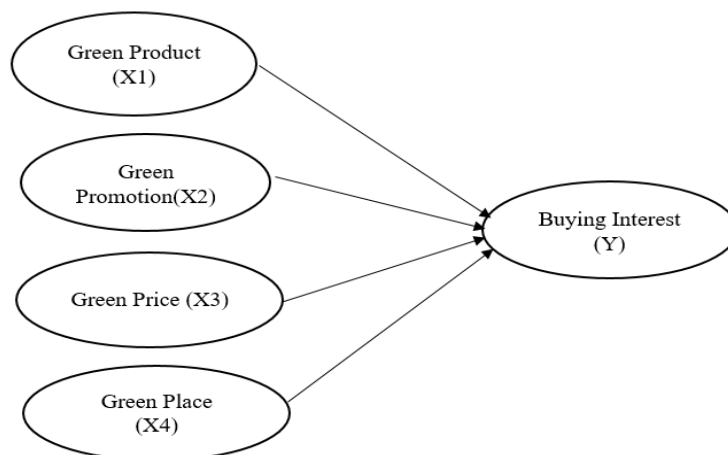 Green Product
(X1)
Green
Promotion(X2)
Buying Interest
(Y)
Green Price (X3)
Green Place
(X4)